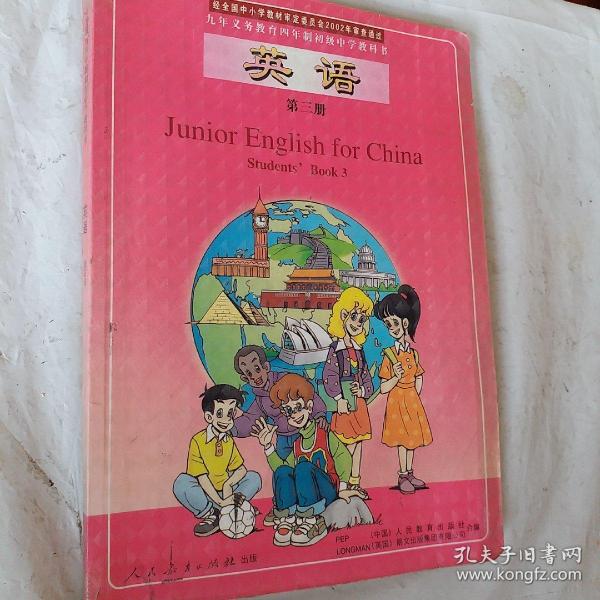 经全国中小学教材审定委员会2002年审查通过
九年义务教育四年制初级中学教科书
英语
第三册
Junior English for China
Students' Book 3
PEP (中国)人民教育出版社
LONGMAN(英国)朗文出版集团有限公司
合编
人民教育出版社 出版
孔夫子旧书网
www.kongfz.com